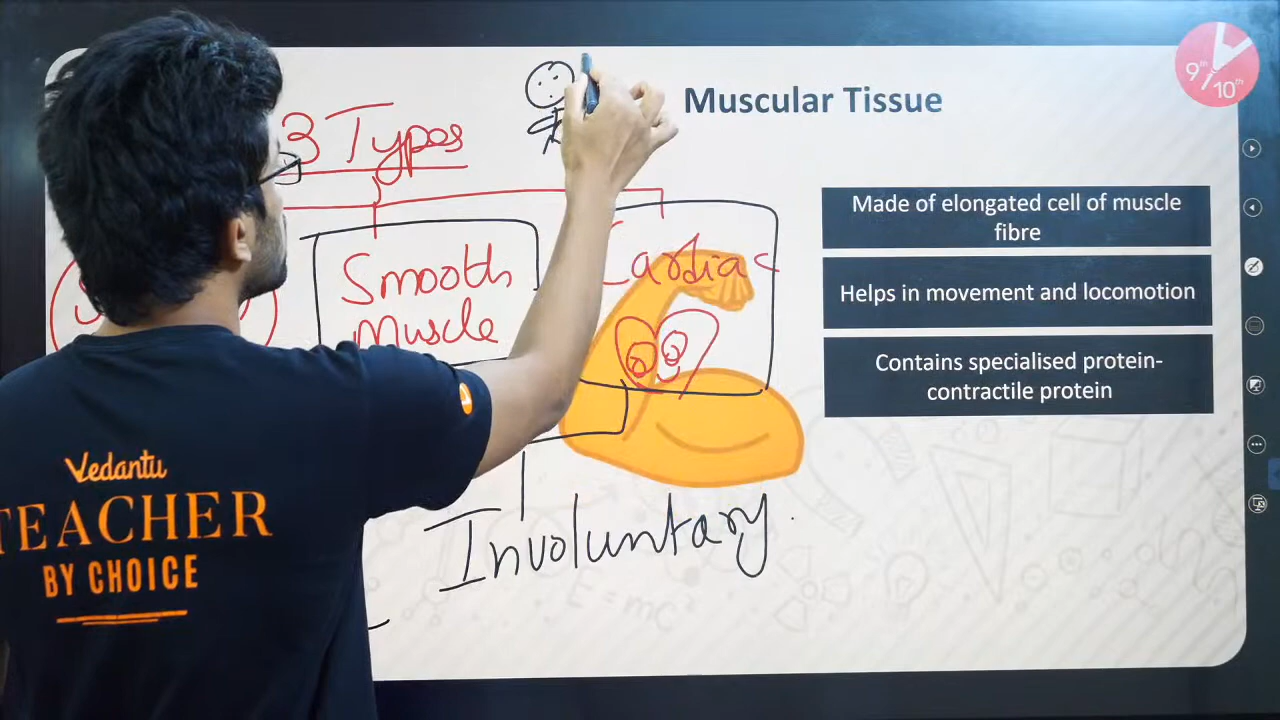 9th
10th
Muscular Tissue
3 Types
Smooth
Muscle
Cardiac
Made of elongated cell of muscle
fibre
Helps in movement and locomotion
Contains specialised protein-
contractile protein
Involuntary
E=mc²
Vedantu
TEACHER
BY CHOICE